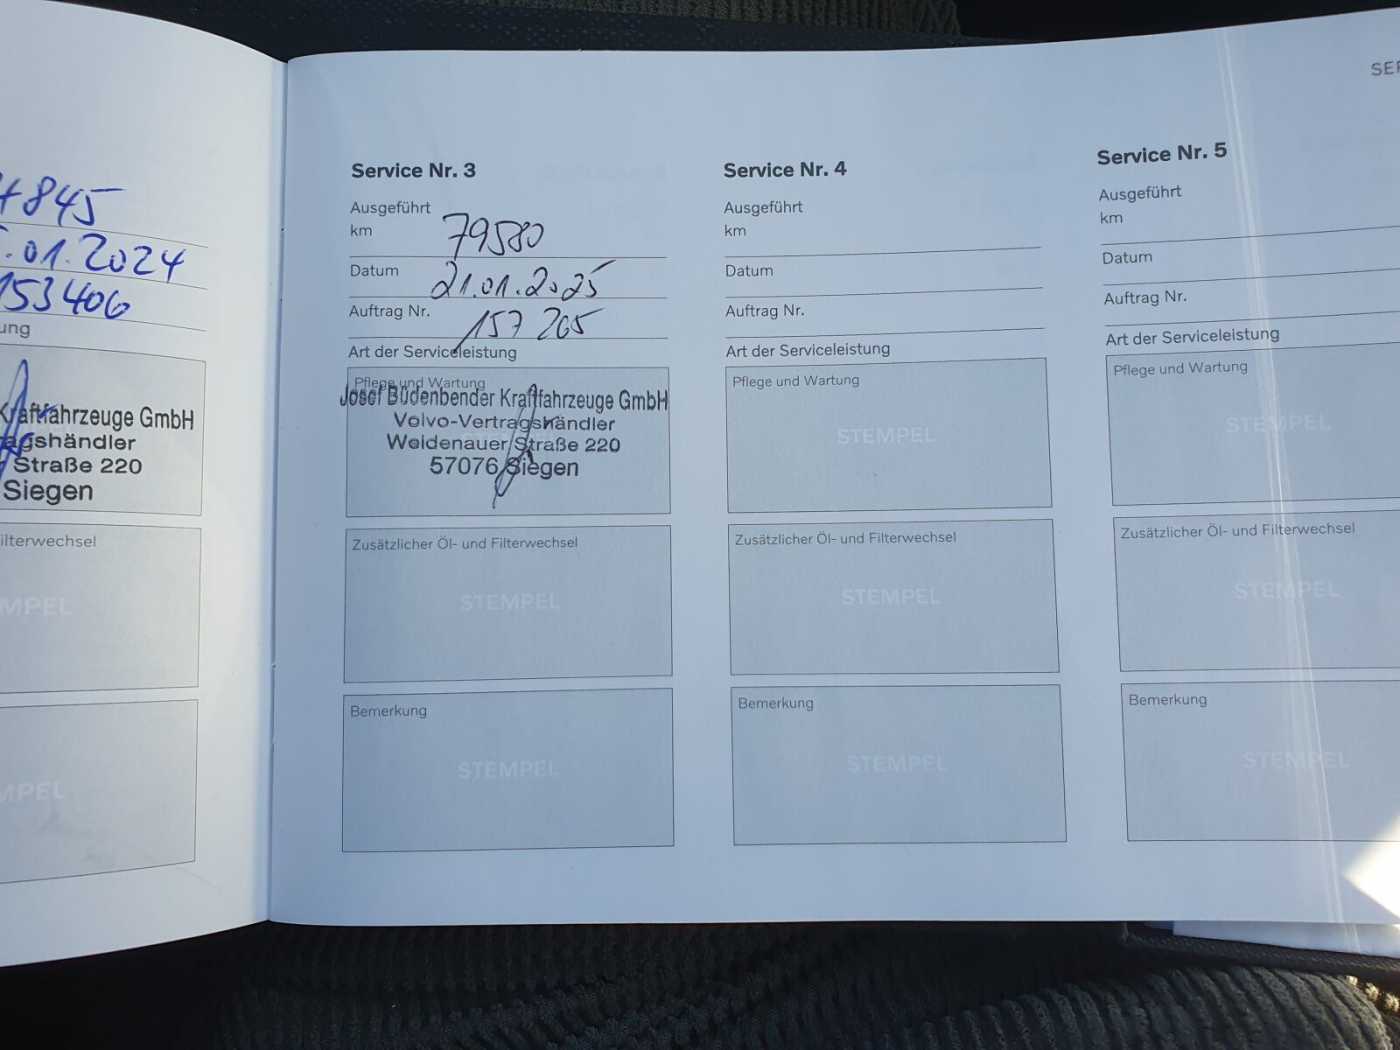 845
.01.2024
153406
ung
Kraftfahrzeuge GmbH
agshändler
Straße 220
Siegen
ilterwechsel
MPEL
MPEL
Service Nr. 3
Ausgeführt
km 79580
Datum 21.01.2025
Auftrag Nr. 157265
Art der Serviceleistung
Pflege und Wartung
Josef Büdenbender Kraftfahrzeuge GmbH
Volvo-Vertragshändler
Weidenauer Straße 220
57076 Siegen
Zusätzlicher Öl- und Filterwechsel
STEMPEL
Bemerkung
STEMPEL
Service Nr. 4
Ausgeführt
km
Datum
Auftrag Nr.
Art der Serviceleistung
Pflege und Wartung
STEMPEL
Zusätzlicher Öl- und Filterwechsel
STEMPEL
Bemerkung
STEMPEL
SER
Service Nr. 5
Ausgeführt
km
Datum
Auftrag Nr.
Art der Serviceleistung
Pflege und Wartung
STEMPEL
Zusätzlicher Öl- und Filterwechsel
STEMPEL
Bemerkung
STEMPEL